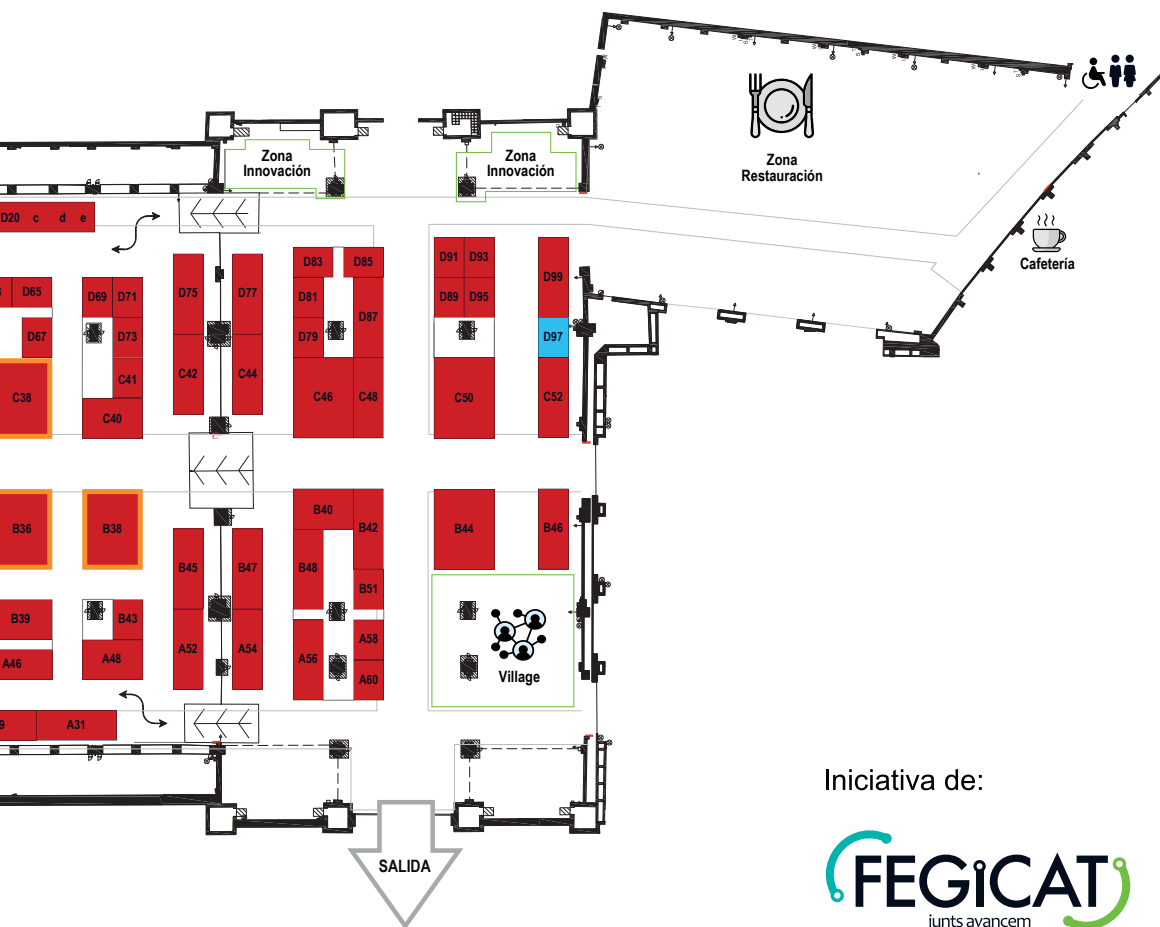 Zona
Innovación
Zona
Innovación
Zona
Restauración
Cafetería
D20 c d e
D65
D67
C38
D69
D71
D73
C41
C40
D75
D77
C42
C44
D83
D85
D81
D87
D79
C46
C48
D91
D93
D89
D95
D99
D97
C50
C52
B36
B38
B39
A46
B43
A48
B45
B47
A52
A54
B40
B42
B48
B51
A58
A56
A60
B44
B46
Village
A31
SALIDA
Iniciativa de:
FEGiCAT
junts avancem